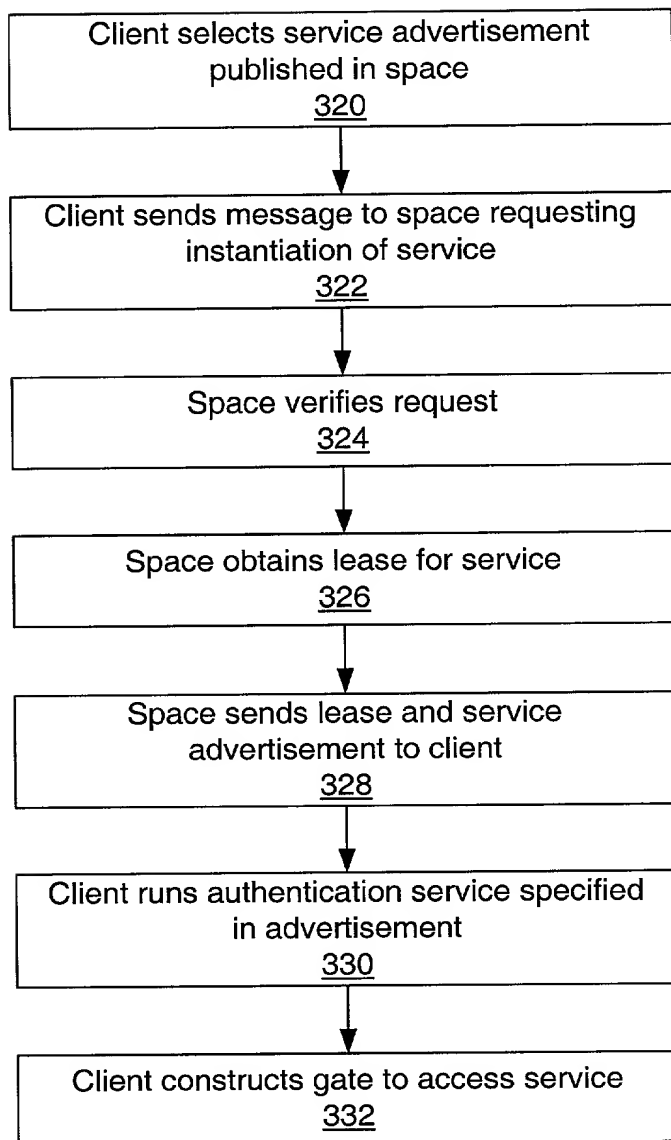 Client selects service advertisement
published in space
320
Client sends message to space requesting
instantiation of service
322
Space verifies request
324
Space obtains lease for service
326
Space sends lease and service
advertisement to client
328
Client runs authentication service specified
in advertisement
330
Client constructs gate to access service
332